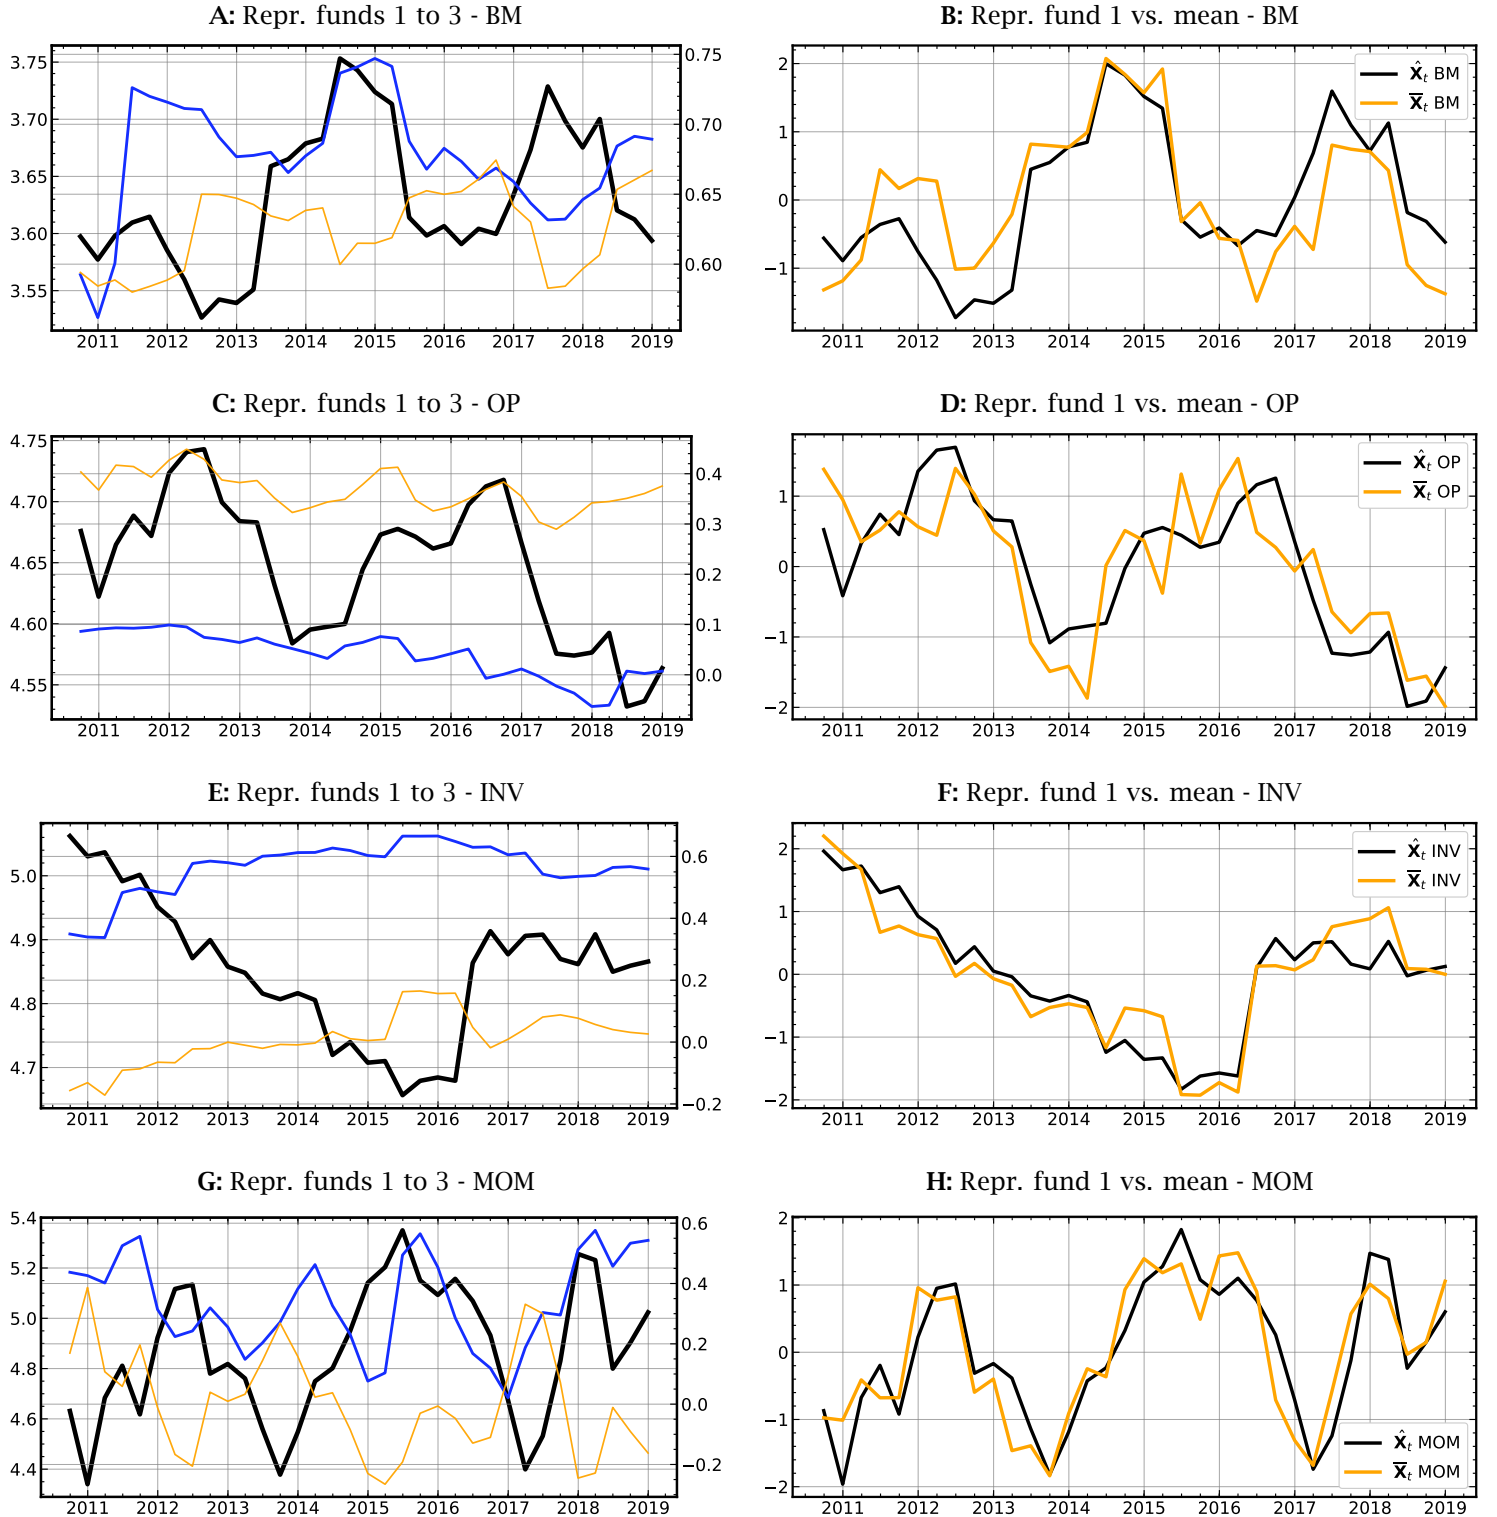 A: Repr. funds 1 to 3 - BM
3.75
3.70
3.65
3.60
3.55
0.75
0.70
0.65
0.60
2011 2012 2013 2014 2015 2016 2017 2018 2019
B: Repr. fund 1 vs. mean - BM
2
1
0
−1
X̂t BM
X̅t BM
2011 2012 2013 2014 2015 2016 2017 2018 2019
C: Repr. funds 1 to 3 - OP
4.75
4.70
4.65
4.60
4.55
0.4
0.3
0.2
0.1
0.0
2011 2012 2013 2014 2015 2016 2017 2018 2019
D: Repr. fund 1 vs. mean - OP
1
0
−1
−2
X̂t OP
X̅t OP
2011 2012 2013 2014 2015 2016 2017 2018 2019
E: Repr. funds 1 to 3 - INV
5.0
4.9
4.8
4.7
0.6
0.4
0.2
0.0
−0.2
2011 2012 2013 2014 2015 2016 2017 2018 2019
F: Repr. fund 1 vs. mean - INV
2
1
0
−1
−2
X̂t INV
X̅t INV
2011 2012 2013 2014 2015 2016 2017 2018 2019
G: Repr. funds 1 to 3 - MOM
5.4
5.2
5.0
4.8
4.6
4.4
0.6
0.4
0.2
0.0
−0.2
2011 2012 2013 2014 2015 2016 2017 2018 2019
H: Repr. fund 1 vs. mean - MOM
2
1
0
−1
−2
X̂t MOM
X̅t MOM
2011 2012 2013 2014 2015 2016 2017 2018 2019